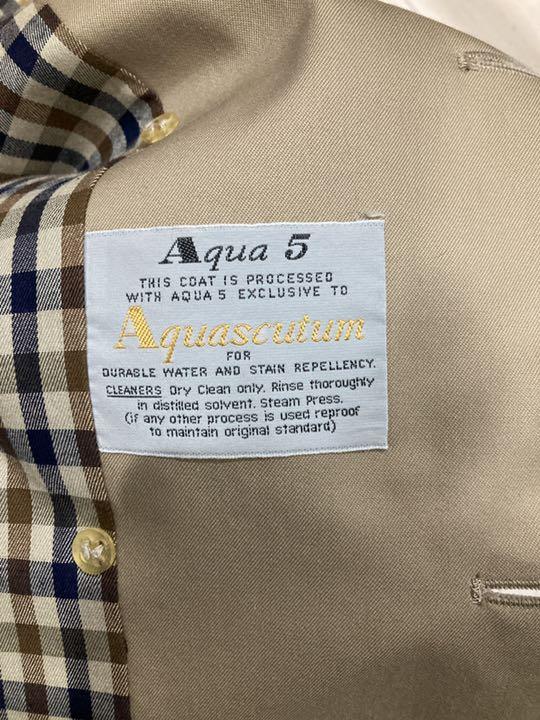 Aqua 5
THIS COAT IS PROCESSED
WITH AQUA 5 EXCLUSIVE TO
Aquascutum
FOR
DURABLE WATER AND STAIN REPELLENCY.
CLEANERS Dry Clean only. Rinse thoroughly
in distilled solvent. Steam Press.
(if any other process is used reproof
to maintain original standard)